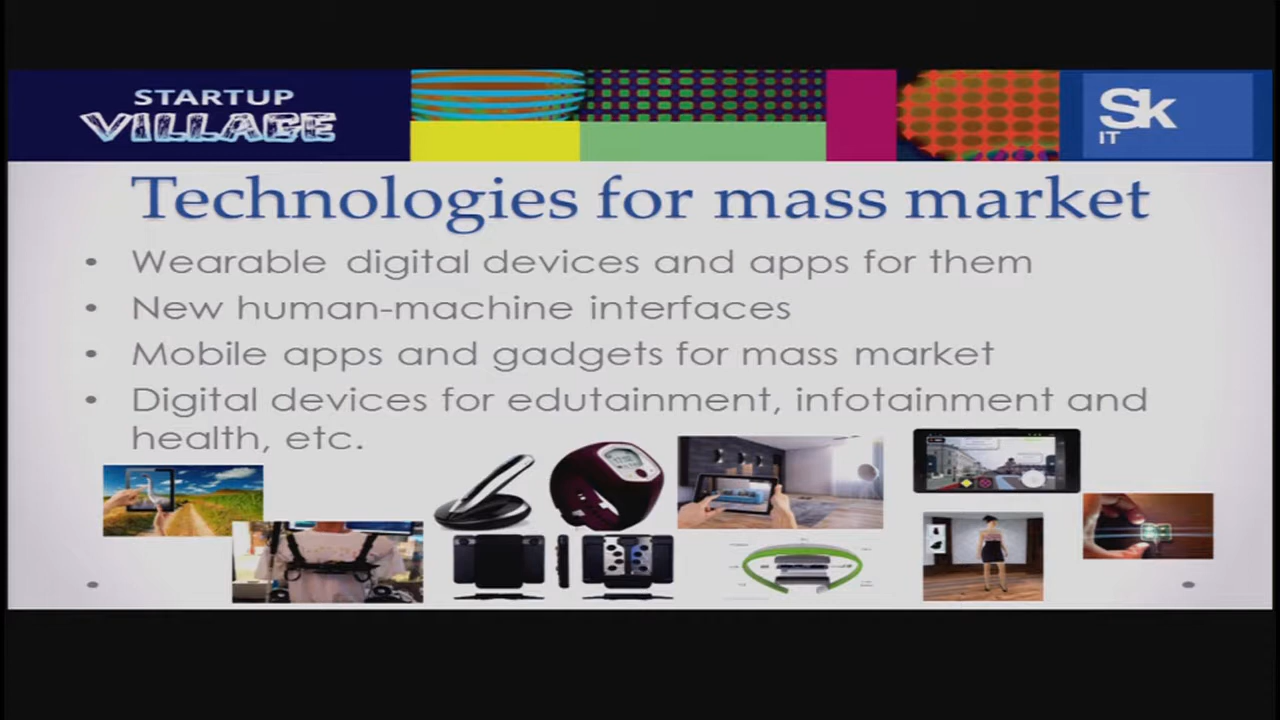 STARTUP
VILLAGE
Sk
IT
Technologies for mass market
• Wearable digital devices and apps for them
• New human-machine interfaces
• Mobile apps and gadgets for mass market
• Digital devices for edutainment, infotainment and
health, etc.